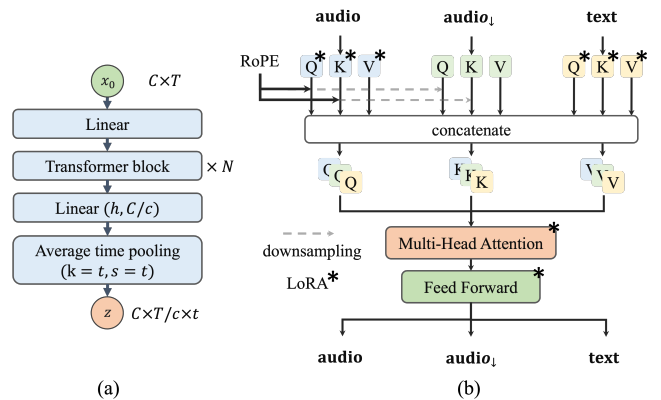 x₀ C×T
Linear
Transformer block × N
Linear (h, C/c)
Average time pooling
(k = t, s = t)
z C×T/c×t
(a)
audio audio↓ text
RoPE
Q* K* V* Q K V Q* K* V*
concatenate
Q Q Q K K K V V V
downsampling
LoRA*
Multi-Head Attention*
Feed Forward*
audio audio↓ text
(b)